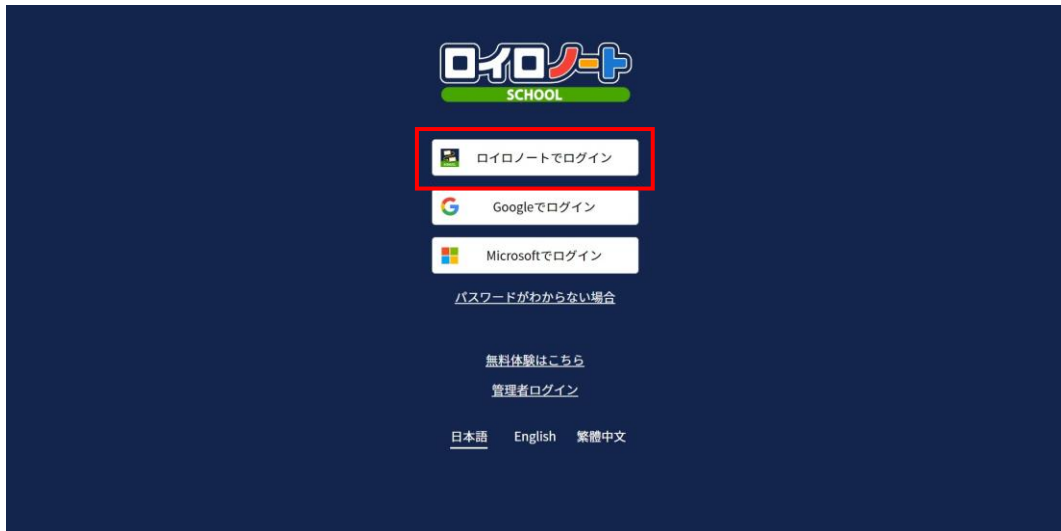 ロイロノート
SCHOOL
ロイロノートでログイン
Googleでログイン
Microsoftでログイン
パスワードがわからない場合
無料体験はこちら
管理者ログイン
日本語 English 繁體中文